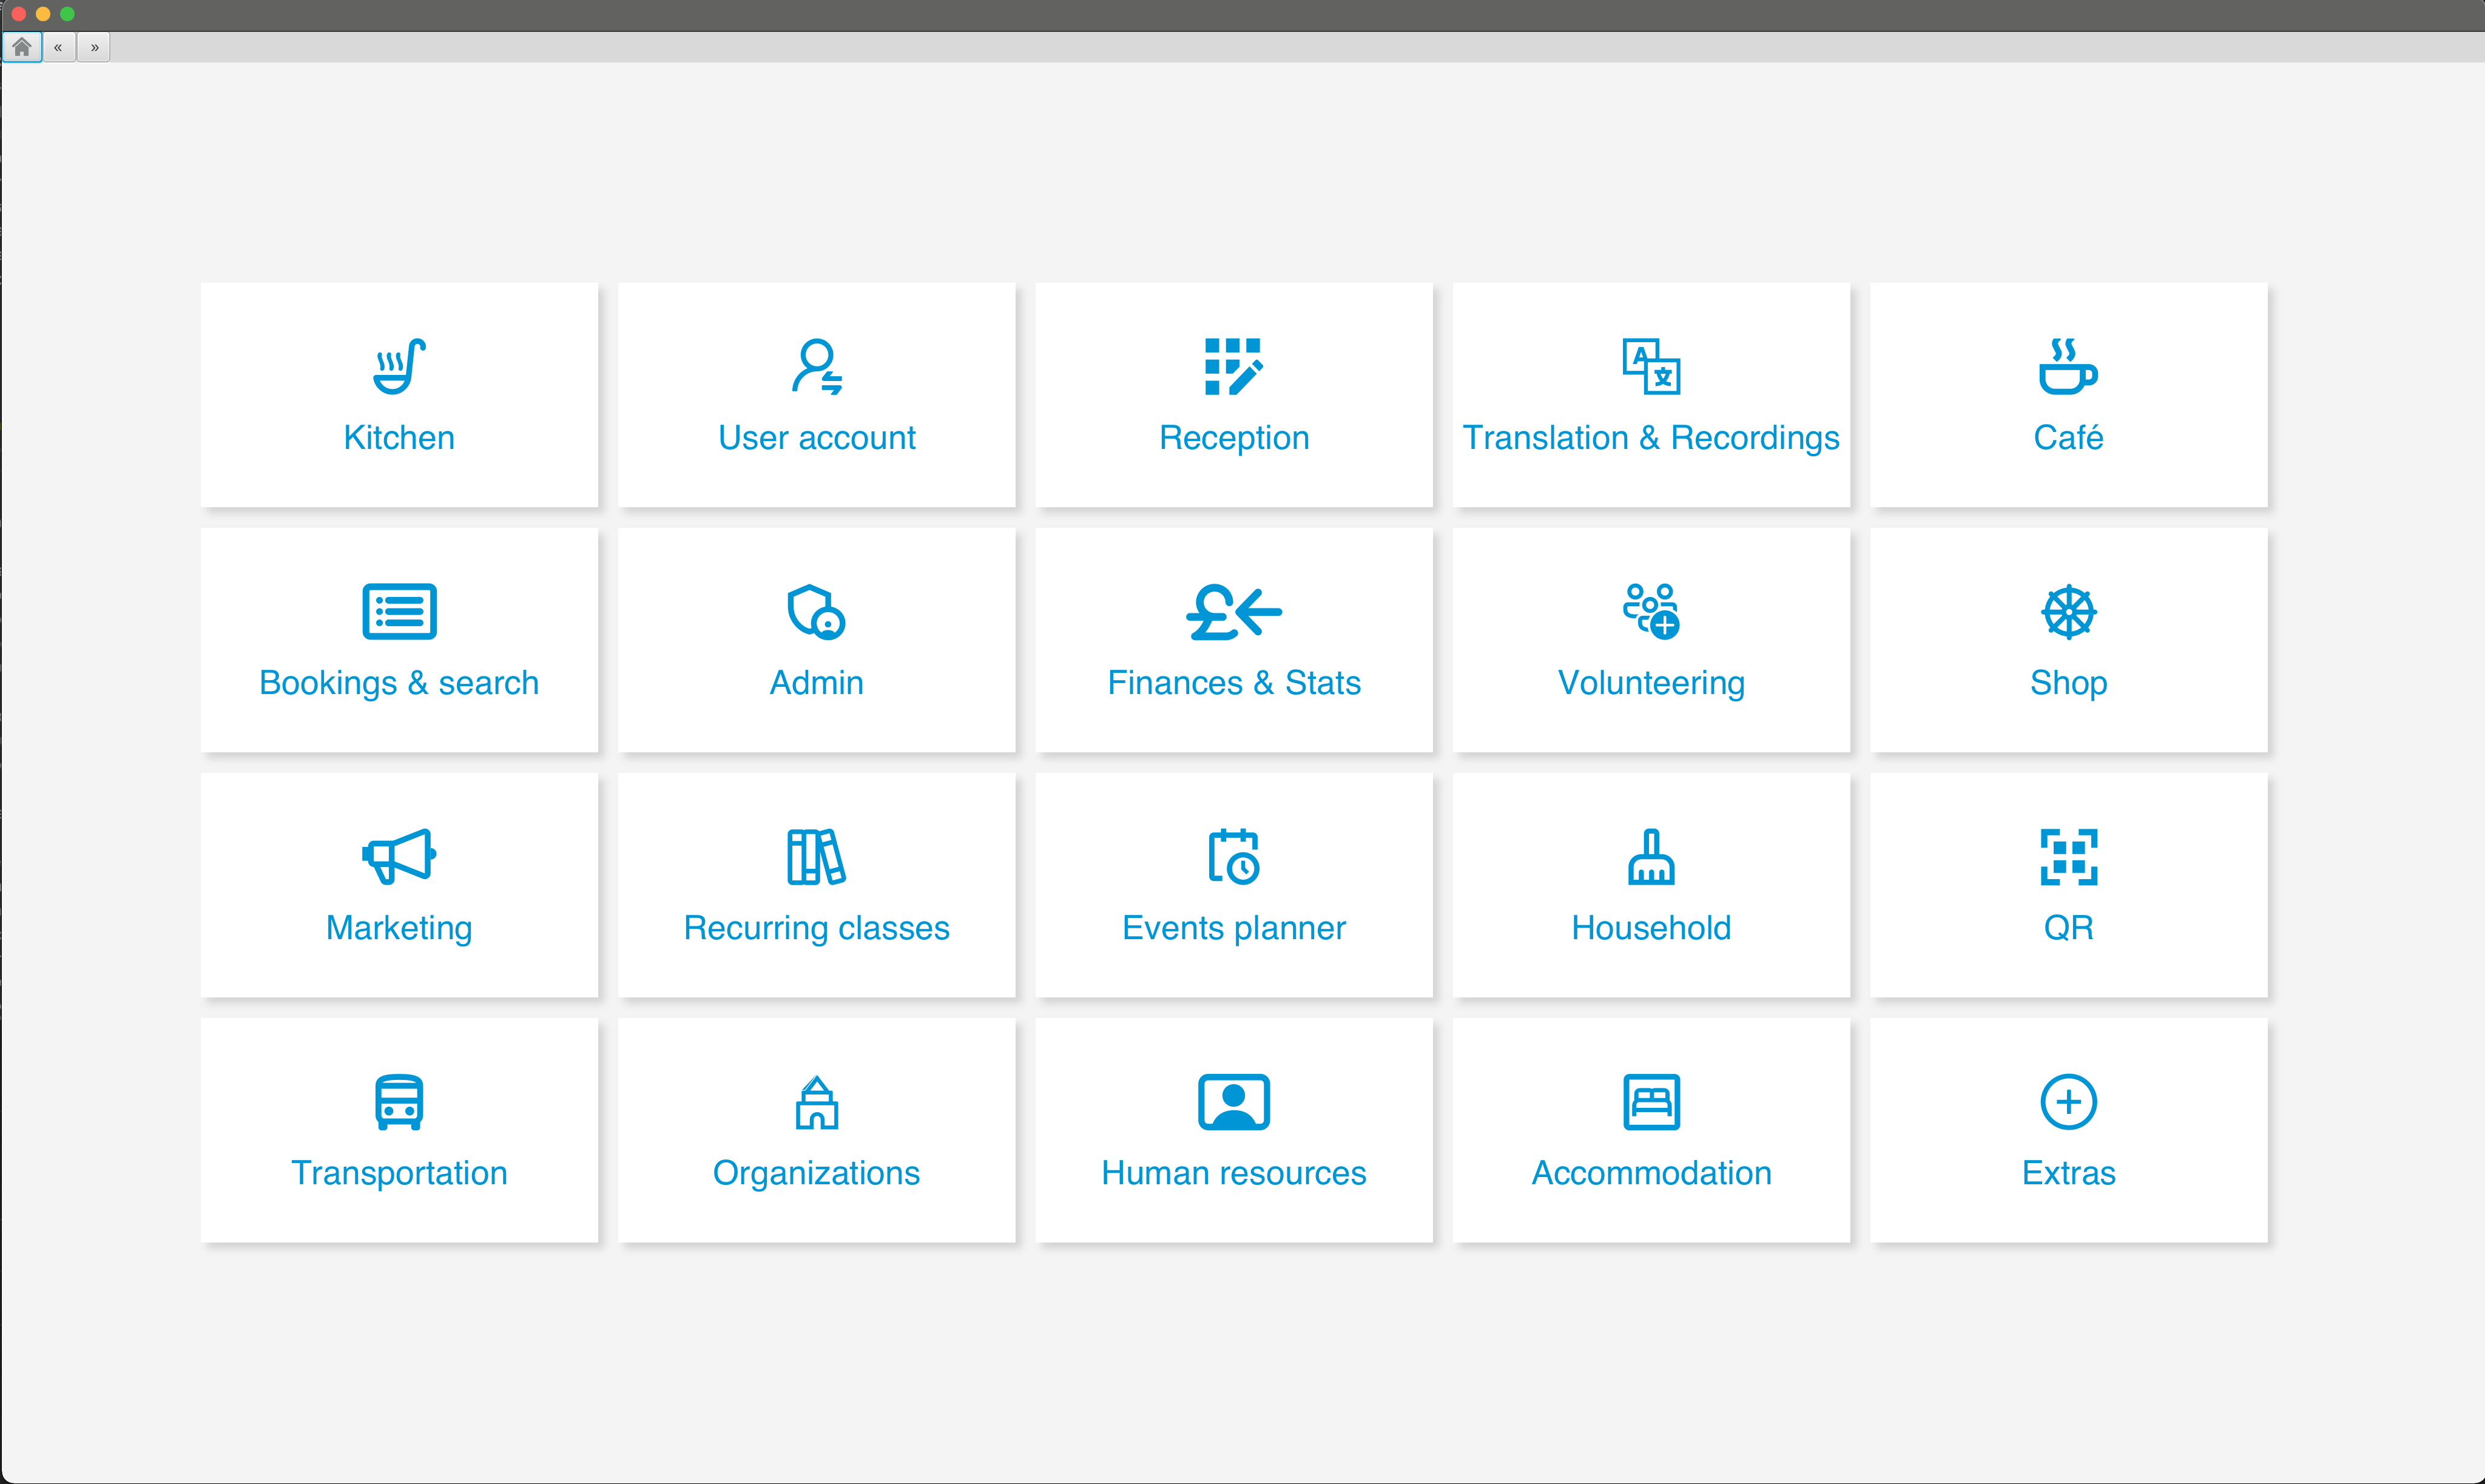 « »
Kitchen
User account
Reception
Translation & Recordings
Café
Bookings & search
Admin
Finances & Stats
Volunteering
Shop
Marketing
Recurring classes
Events planner
Household
QR
Transportation
Organizations
Human resources
Accommodation
Extras